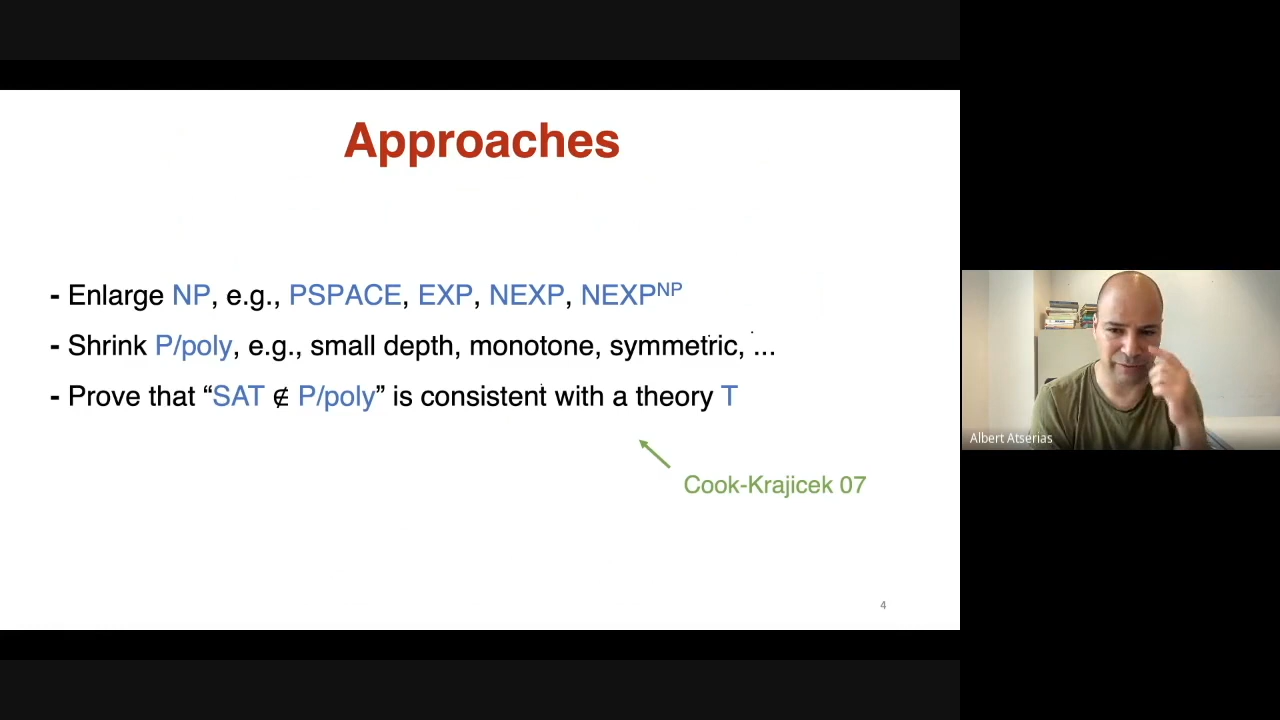 Approaches
- Enlarge NP, e.g., PSPACE, EXP, NEXP, NEXP^NP
- Shrink P/poly, e.g., small depth, monotone, symmetric, ...
- Prove that “SAT ∉ P/poly” is consistent with a theory T
Cook-Krajicek 07
4
Albert Atserias